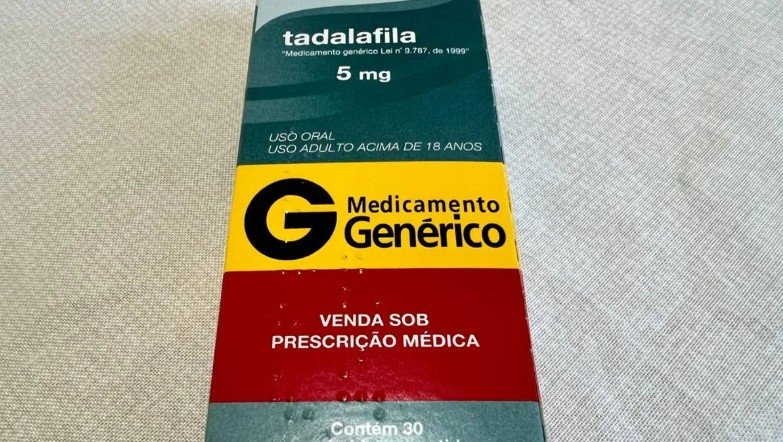 tadalafila
"Medicamento genérico Lei nº 9.787, de 1999"
5 mg
USO ORAL
USO ADULTO ACIMA DE 18 ANOS
G Medicamento
Genérico
VENDA SOB
PRESCRIÇÃO MÉDICA
Contém 30